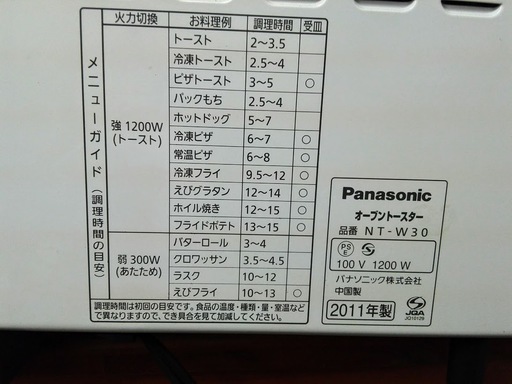 メニューガイド(調理時間の目安)
火力切換 お料理例 調理時間 受皿
強 1200W (トースト)
トースト 2〜3.5
冷凍トースト 2.5〜4
ピザトースト 3〜5 ○
パックもち 2.5〜4
ホットドッグ 5〜7
冷凍ピザ 6〜7 ○
常温ピザ 6〜8 ○
冷凍フライ 9.5〜12 ○
えびグラタン 12〜14 ○
ホイル焼き 12〜15 ○
フライドポテト 13〜15 ○
弱 300W (あたため)
バターロール 3〜4
クロワッサン 3.5〜4.5
ラスク 10〜12
えびフライ 10〜13 ○
調理時間は初回の目安です。食品の温度・種類・量・室温など
で異なりますので、でき具合を見て加減してください。
Panasonic
オーブントースター
品番 NT-W30
PS E S
100V 1200W
パナソニック株式会社
中国製
2011年製
S JQA
JQ10129